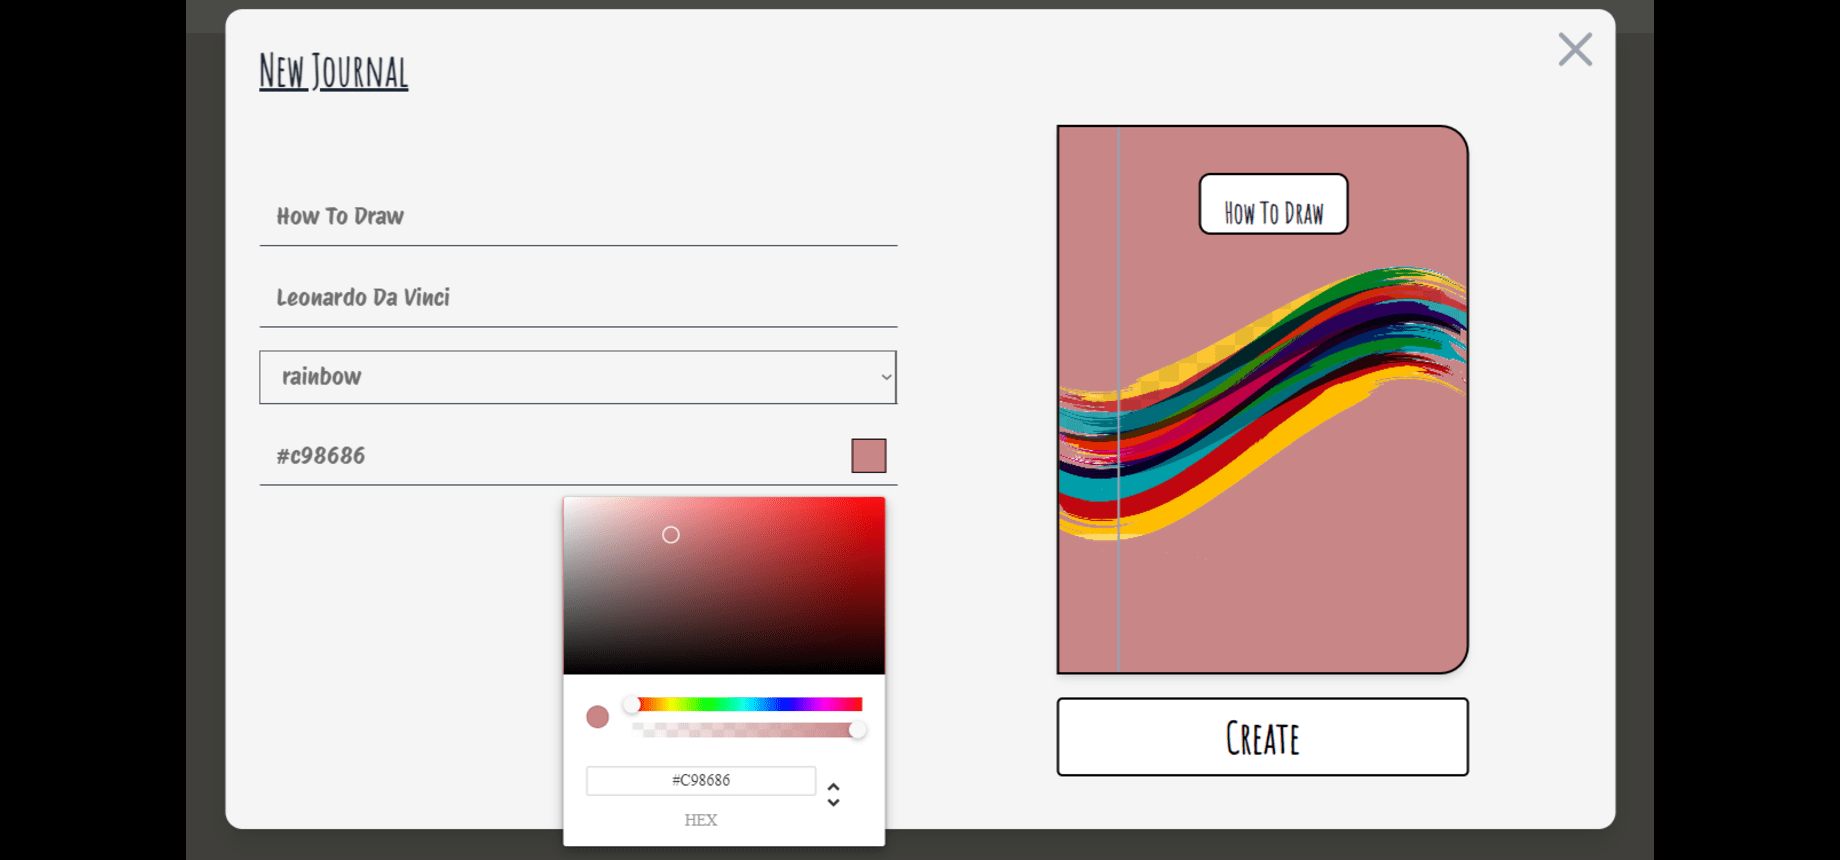 New Journal
How To Draw
Leonardo Da Vinci
rainbow
#c98686
#C98686
HEX
How To Draw
Create